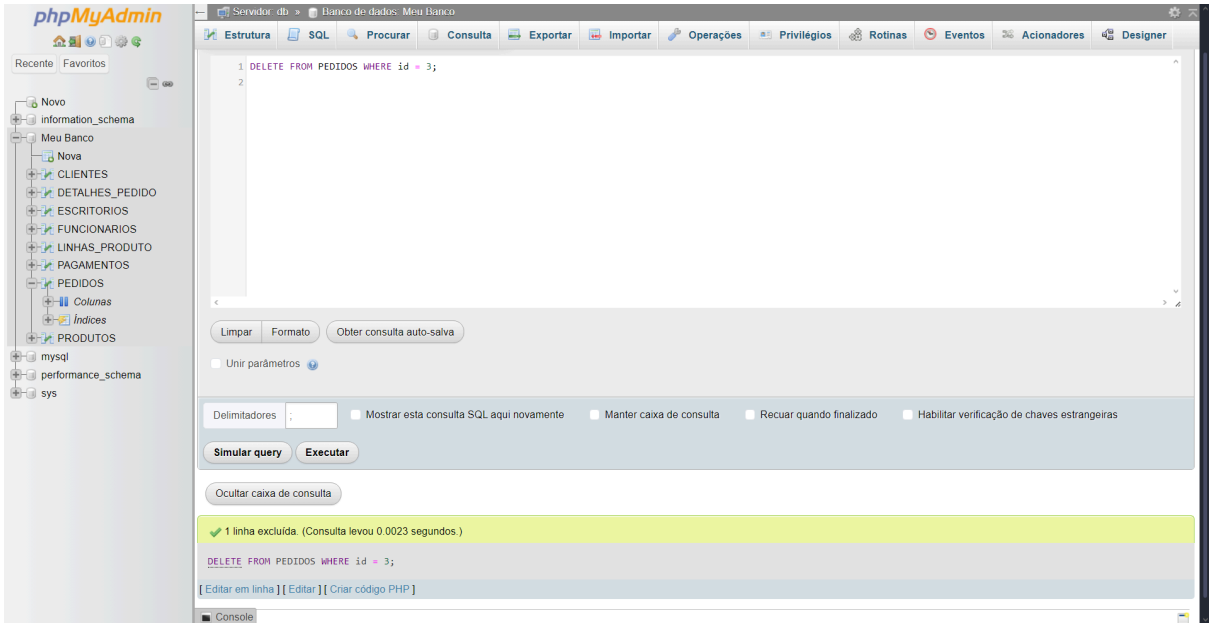 phpMyAdmin
Recente Favoritos
Novo
information_schema
Meu Banco
Nova
CLIENTES
DETALHES_PEDIDO
ESCRITORIOS
FUNCIONARIOS
LINHAS_PRODUTO
PAGAMENTOS
PEDIDOS
Colunas
Índices
PRODUTOS
mysql
performance_schema
sys
Servidor: db » Banco de dados: Meu Banco
Estrutura SQL Procurar Consulta Exportar Importar Operações Privilégios Rotinas Eventos Acionadores Designer
1 DELETE FROM PEDIDOS WHERE id = 3;
2
Limpar Formato Obter consulta auto-salva
Unir parâmetros
Delimitadores ; Mostrar esta consulta SQL aqui novamente Manter caixa de consulta Recuar quando finalizado Habilitar verificação de chaves estrangeiras
Simular query Executar
Ocultar caixa de consulta
1 linha excluída. (Consulta levou 0.0023 segundos.)
DELETE FROM PEDIDOS WHERE id = 3;
[ Editar em linha ] [ Editar ] [ Criar código PHP ]
Console